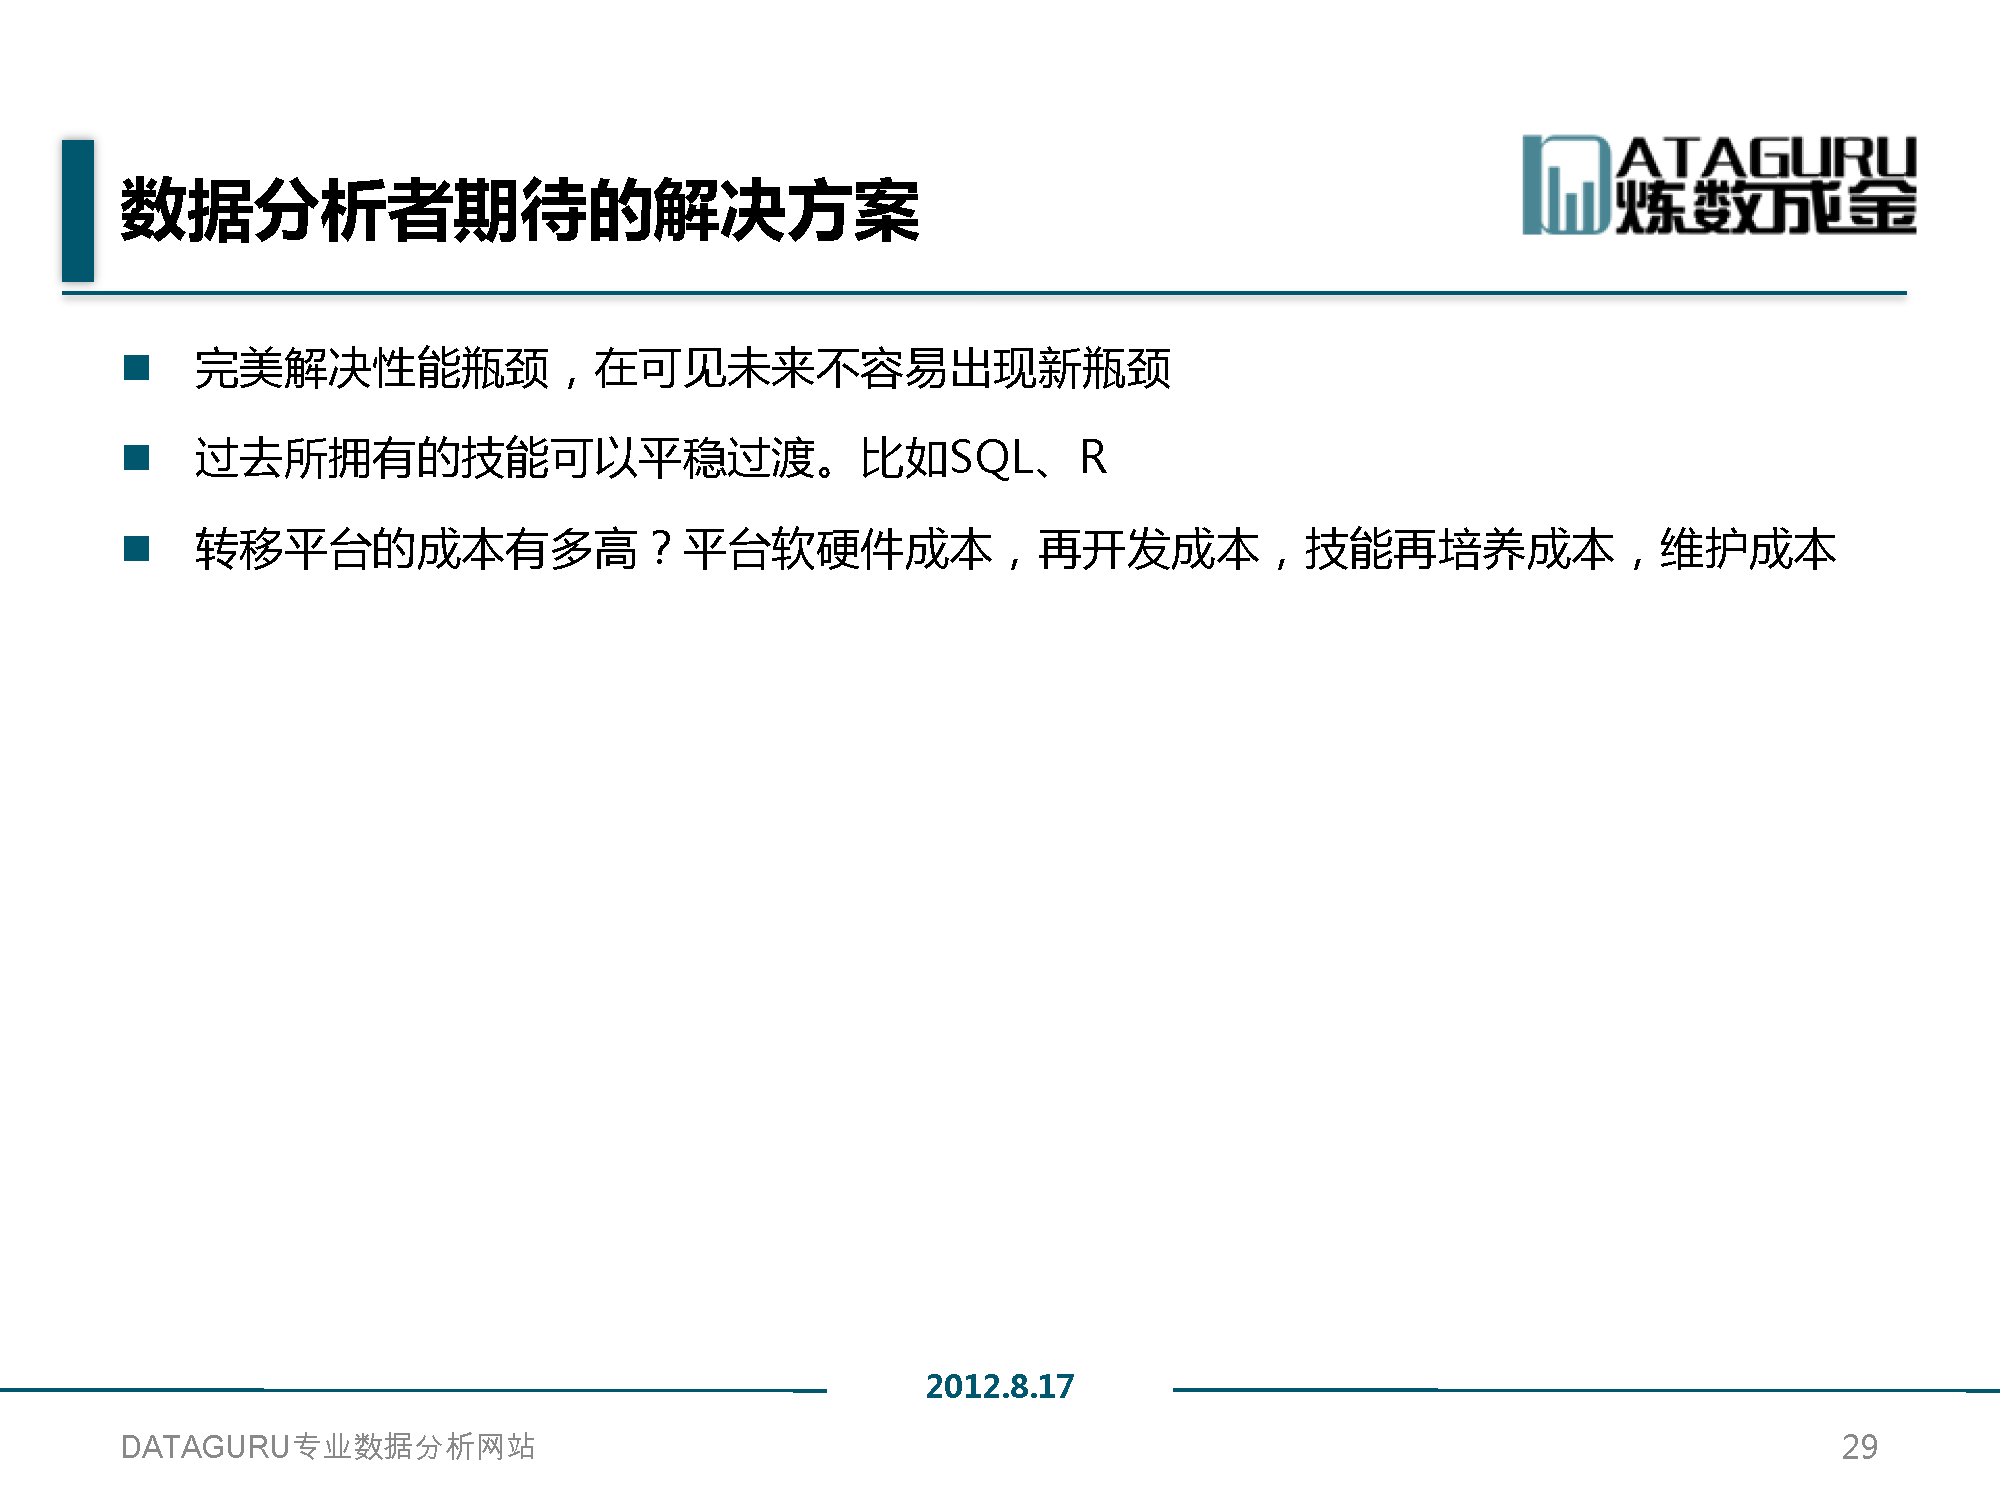 ATAGURU
炼数成金
数据分析者期待的解决方案
完美解决性能瓶颈，在可见未来不容易出现新瓶颈
过去所拥有的技能可以平稳过渡。比如SQL、R
转移平台的成本有多高？平台软硬件成本，再开发成本，技能再培养成本，维护成本
2012.8.17
DATAGURU专业数据分析网站
29